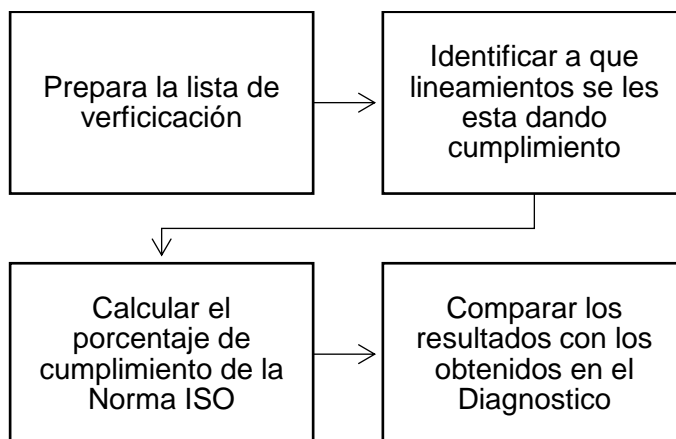 Prepara la lista de
verficicación
Identificar a que
lineamientos se les
esta dando
cumplimiento
Calcular el
porcentaje de
cumplimiento de la
Norma ISO
Comparar los
resultados con los
obtenidos en el
Diagnostico